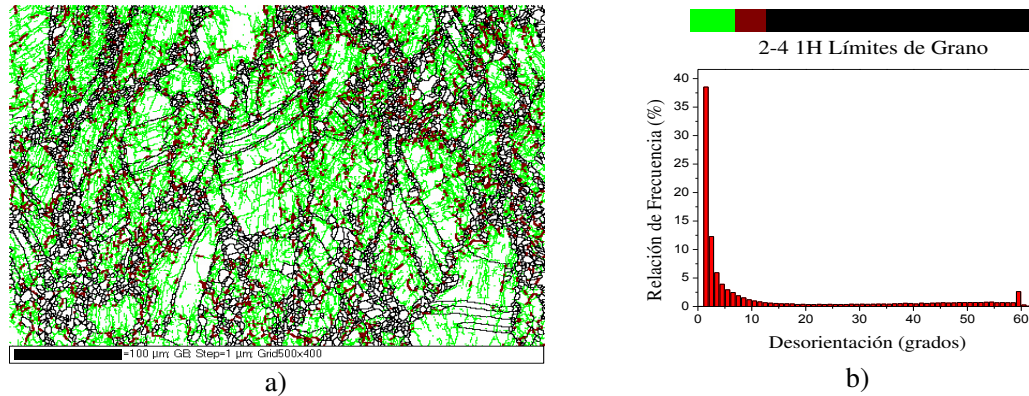 =100 µm; GB; Step=1 µm; Grid500x400
a)
2-4 1H Límites de Grano
40
35
30
25
20
15
10
5
0
Relación de Frecuencia (%)
0 10 20 30 40 50 60
Desorientación (grados)
b)